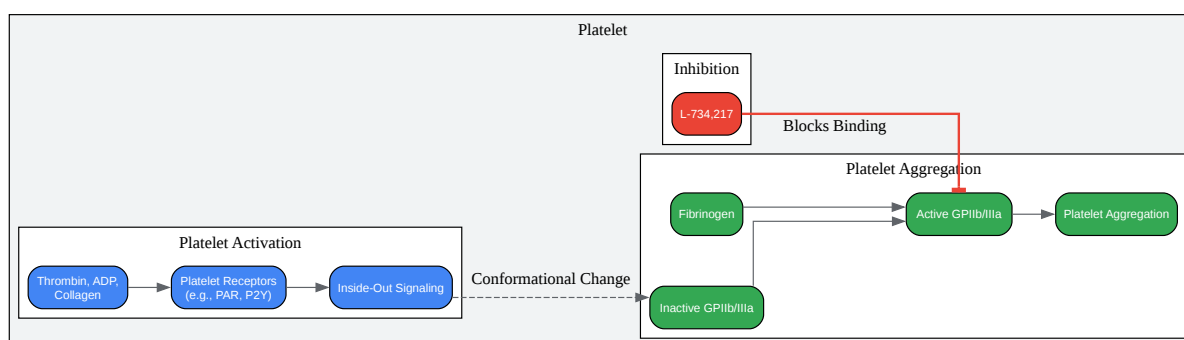 Platelet
Inhibition
L-734,217
Blocks Binding
Platelet Aggregation
Fibrinogen
Active GPIIb/IIIa
Platelet Aggregation
Platelet Activation
Thrombin, ADP,
Collagen
Platelet Receptors
(e.g., PAR, P2Y)
Inside-Out Signaling
Conformational Change
Inactive GPIIb/IIIa